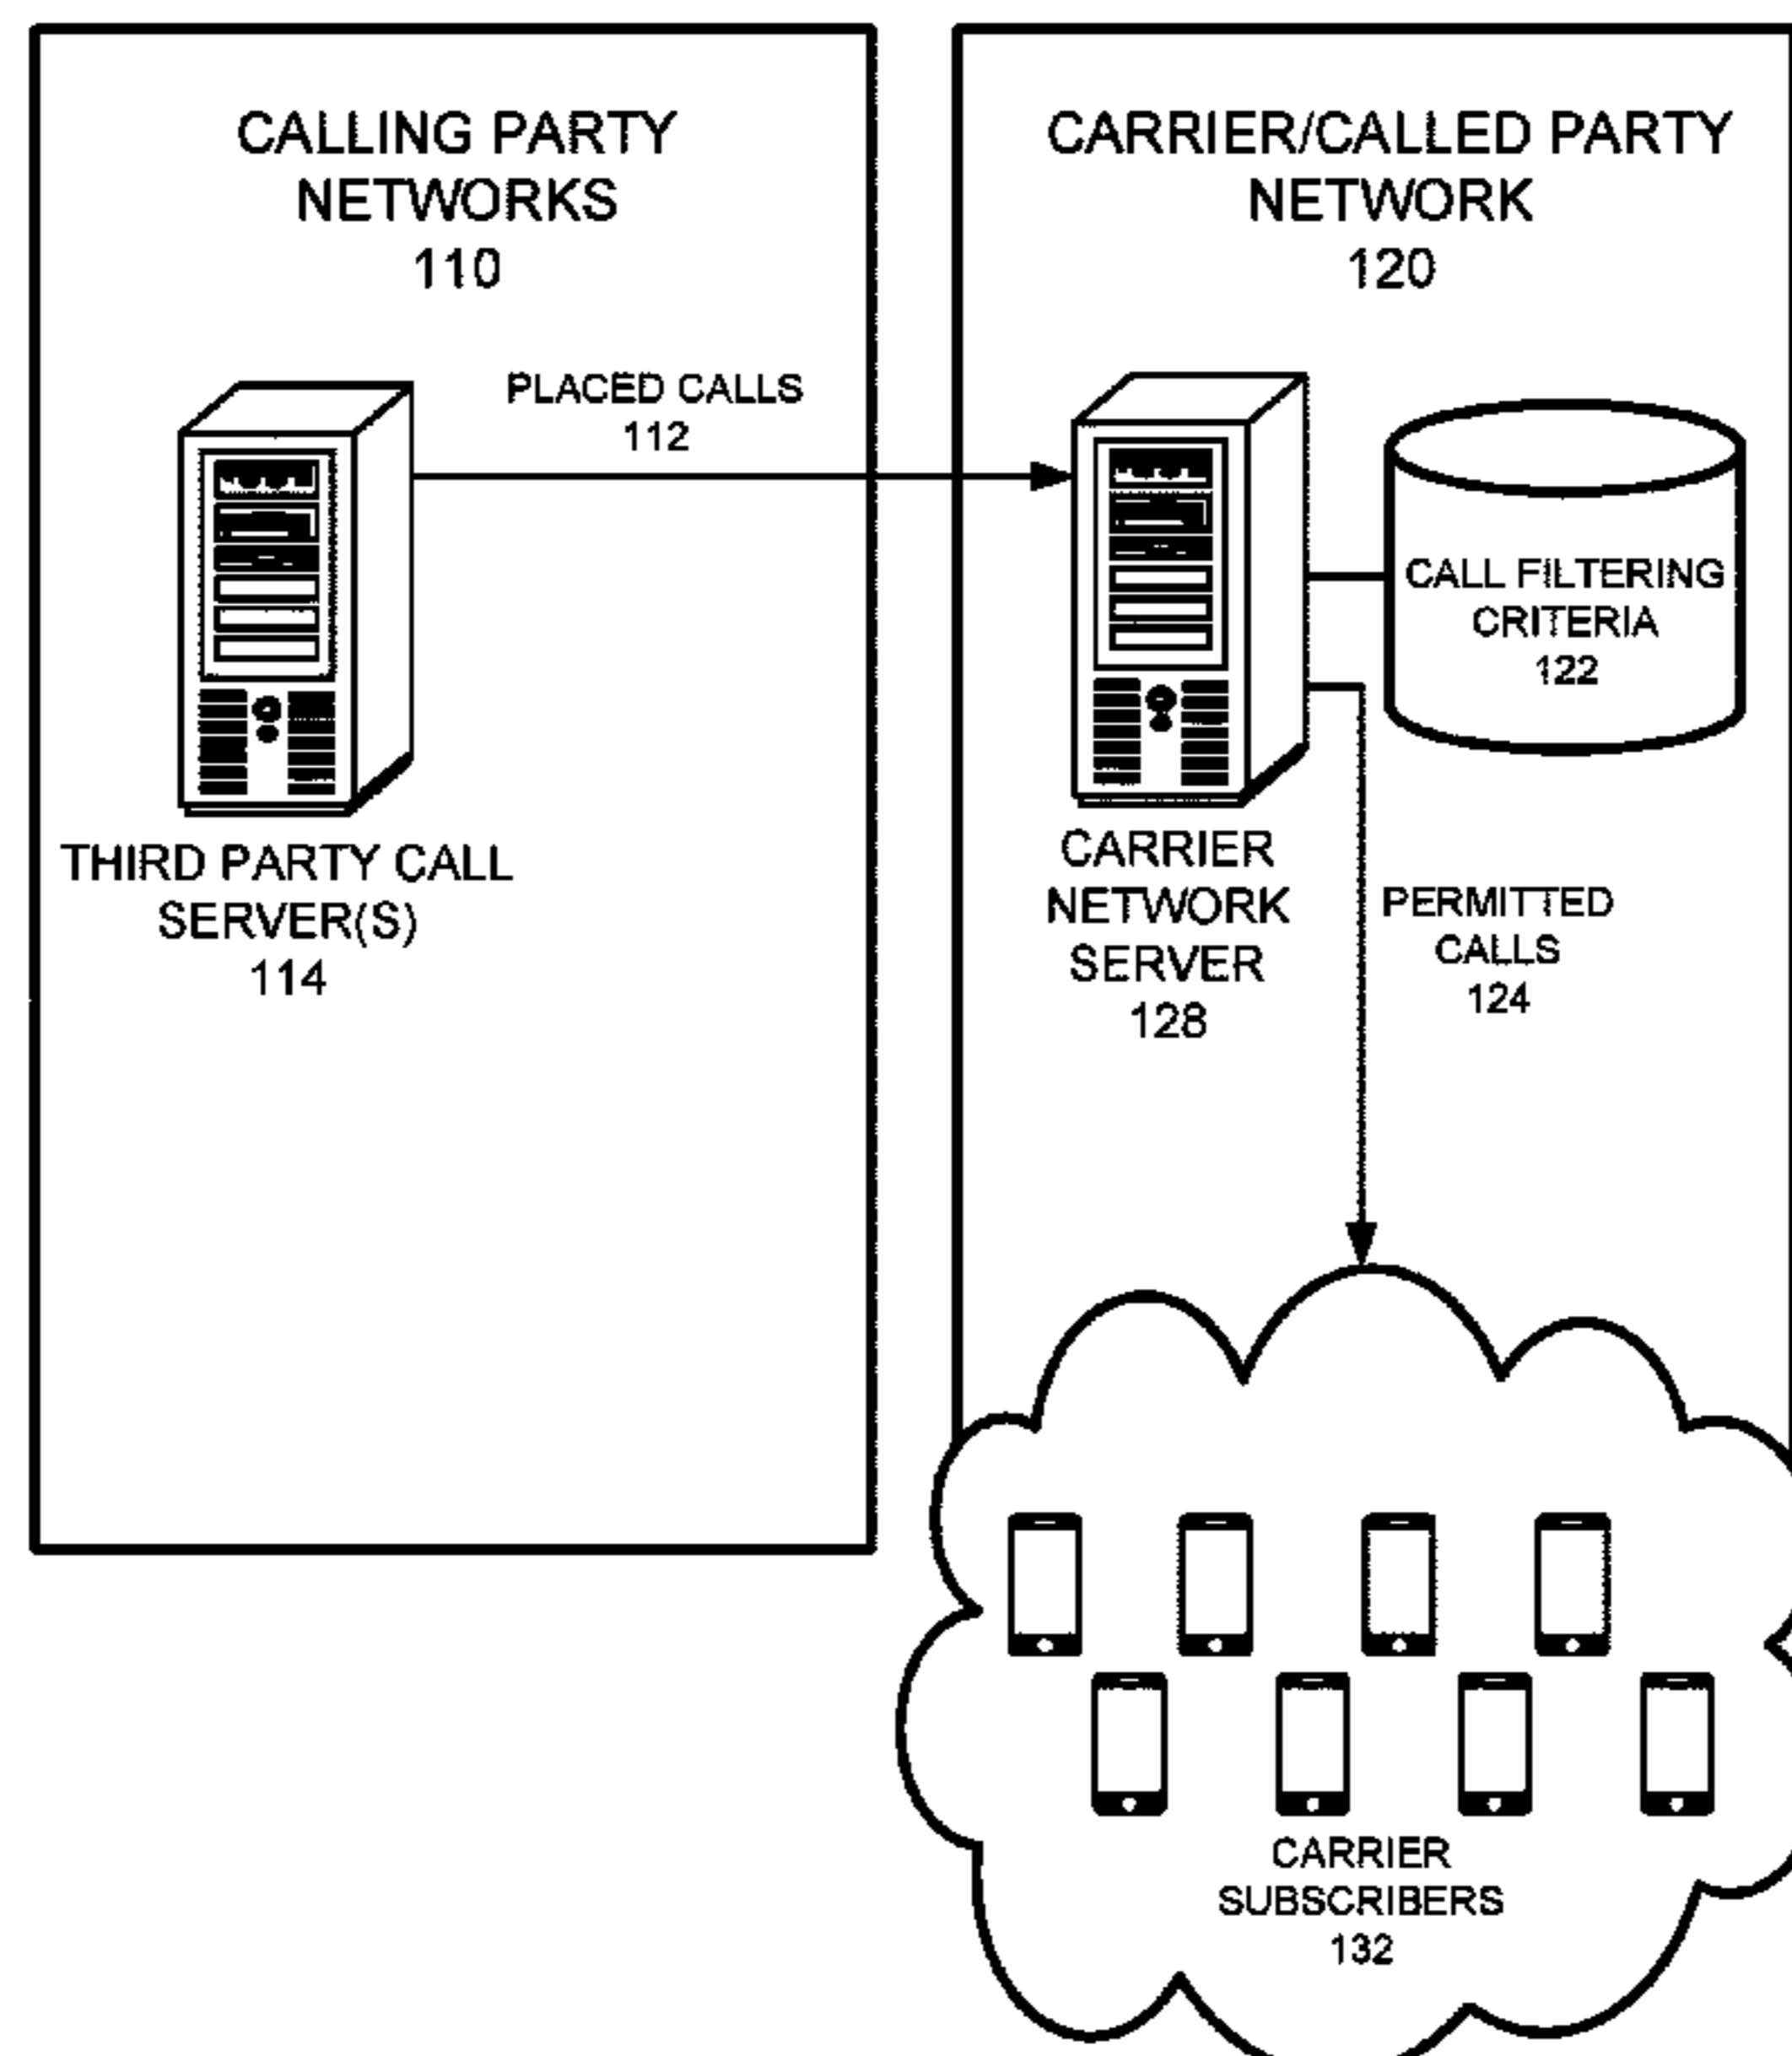 CALLING PARTY
NETWORKS
110
CARRIER/CALLED PARTY
NETWORK
120
PLACED CALLS
112
CALL FILTERING
CRITERIA
122
THIRD PARTY CALL
SERVER(S)
114
CARRIER
NETWORK
SERVER
128
PERMITTED
CALLS
124
CARRIER
SUBSCRIBERS
132